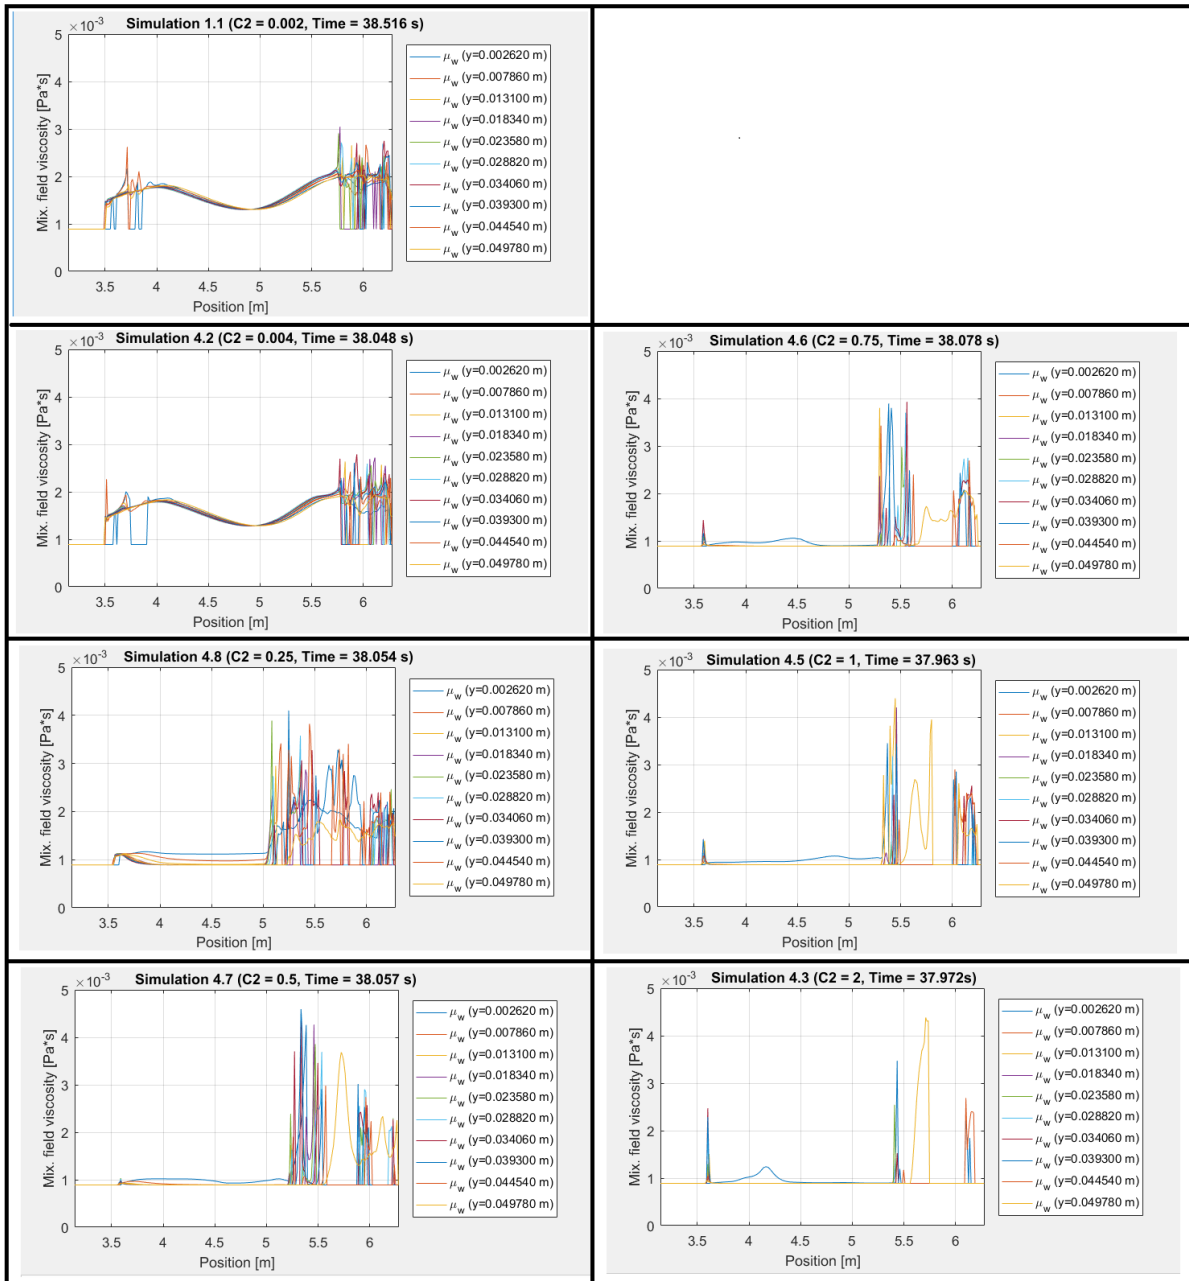 Simulation 1.1 (C2 = 0.002, Time = 38.516 s)
×10⁻³
5
4
3
2
1
0
Mix. field viscosity [Pa*s]
3.5 4 4.5 5 5.5 6
Position [m]
μw (y=0.002620 m)
μw (y=0.007860 m)
μw (y=0.013100 m)
μw (y=0.018340 m)
μw (y=0.023580 m)
μw (y=0.028820 m)
μw (y=0.034060 m)
μw (y=0.039300 m)
μw (y=0.044540 m)
μw (y=0.049780 m)
Simulation 4.2 (C2 = 0.004, Time = 38.048 s)
×10⁻³
5
4
3
2
1
0
Mix. field viscosity [Pa*s]
3.5 4 4.5 5 5.5 6
Position [m]
μw (y=0.002620 m)
μw (y=0.007860 m)
μw (y=0.013100 m)
μw (y=0.018340 m)
μw (y=0.023580 m)
μw (y=0.028820 m)
μw (y=0.034060 m)
μw (y=0.039300 m)
μw (y=0.044540 m)
μw (y=0.049780 m)
Simulation 4.6 (C2 = 0.75, Time = 38.078 s)
×10⁻³
5
4
3
2
1
0
Mix. field viscosity [Pa*s]
3.5 4 4.5 5 5.5 6
Position [m]
μw (y=0.002620 m)
μw (y=0.007860 m)
μw (y=0.013100 m)
μw (y=0.018340 m)
μw (y=0.023580 m)
μw (y=0.028820 m)
μw (y=0.034060 m)
μw (y=0.039300 m)
μw (y=0.044540 m)
μw (y=0.049780 m)
Simulation 4.8 (C2 = 0.25, Time = 38.054 s)
×10⁻³
5
4
3
2
1
0
Mix. field viscosity [Pa*s]
3.5 4 4.5 5 5.5 6
Position [m]
μw (y=0.002620 m)
μw (y=0.007860 m)
μw (y=0.013100 m)
μw (y=0.018340 m)
μw (y=0.023580 m)
μw (y=0.028820 m)
μw (y=0.034060 m)
μw (y=0.039300 m)
μw (y=0.044540 m)
μw (y=0.049780 m)
Simulation 4.5 (C2 = 1, Time = 37.963 s)
×10⁻³
5
4
3
2
1
0
Mix. field viscosity [Pa*s]
3.5 4 4.5 5 5.5 6
Position [m]
μw (y=0.002620 m)
μw (y=0.007860 m)
μw (y=0.013100 m)
μw (y=0.018340 m)
μw (y=0.023580 m)
μw (y=0.028820 m)
μw (y=0.034060 m)
μw (y=0.039300 m)
μw (y=0.044540 m)
μw (y=0.049780 m)
Simulation 4.7 (C2 = 0.5, Time = 38.057 s)
×10⁻³
5
4
3
2
1
0
Mix. field viscosity [Pa*s]
3.5 4 4.5 5 5.5 6
Position [m]
μw (y=0.002620 m)
μw (y=0.007860 m)
μw (y=0.013100 m)
μw (y=0.018340 m)
μw (y=0.023580 m)
μw (y=0.028820 m)
μw (y=0.034060 m)
μw (y=0.039300 m)
μw (y=0.044540 m)
μw (y=0.049780 m)
Simulation 4.3 (C2 = 2, Time = 37.972s)
×10⁻³
5
4
3
2
1
0
Mix. field viscosity [Pa*s]
3.5 4 4.5 5 5.5 6
Position [m]
μw (y=0.002620 m)
μw (y=0.007860 m)
μw (y=0.013100 m)
μw (y=0.018340 m)
μw (y=0.023580 m)
μw (y=0.028820 m)
μw (y=0.034060 m)
μw (y=0.039300 m)
μw (y=0.044540 m)
μw (y=0.049780 m)